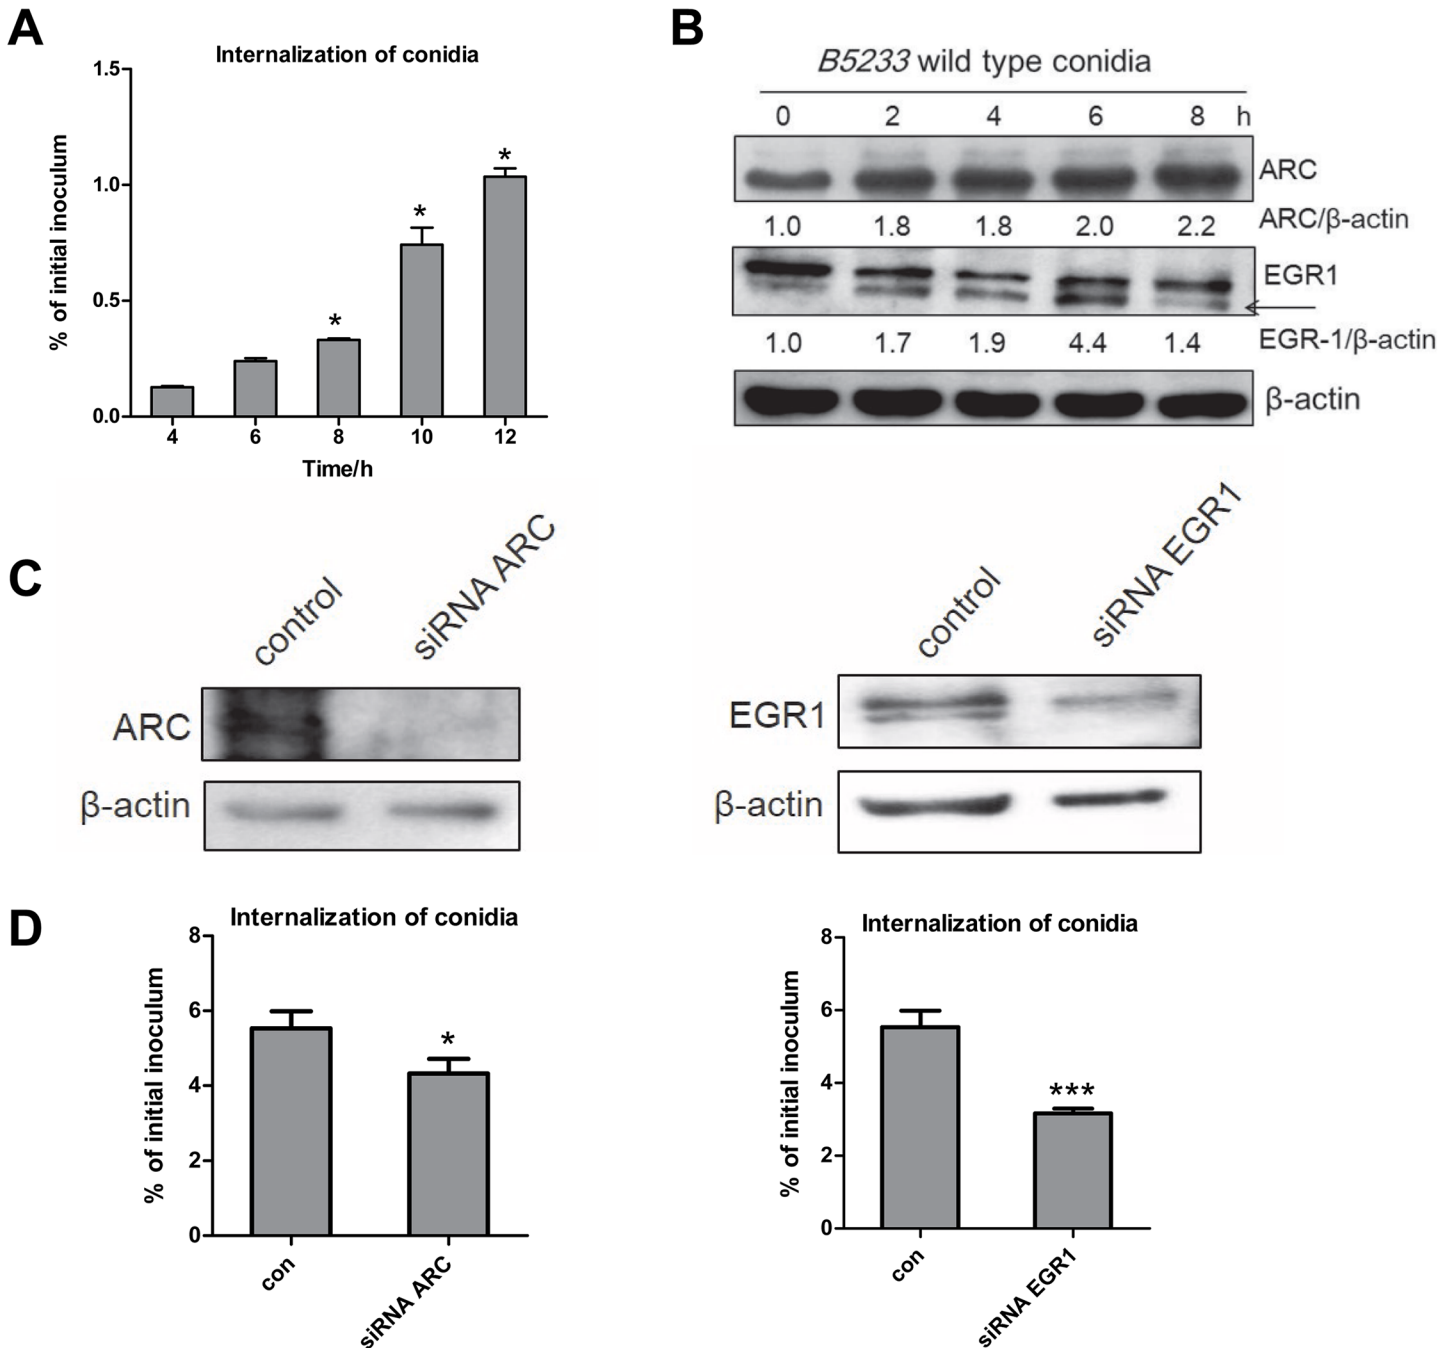 A
Internalization of conidia
% of initial inoculum
1.5
1.0
0.5
0.0
4 6 8 10 12
* * *
Time/h
B
B5233 wild type conidia
0 2 4 6 8 h
ARC
1.0 1.8 1.8 2.0 2.2 ARC/β-actin
EGR1
1.0 1.7 1.9 4.4 1.4 EGR-1/β-actin
β-actin
C
control siRNA ARC
ARC
β-actin
control siRNA EGR1
EGR1
β-actin
D
Internalization of conidia
% of initial inoculum
8
6
4
2
0
*
con siRNA ARC
Internalization of conidia
% of initial inoculum
8
6
4
2
0
***
con siRNA EGR1